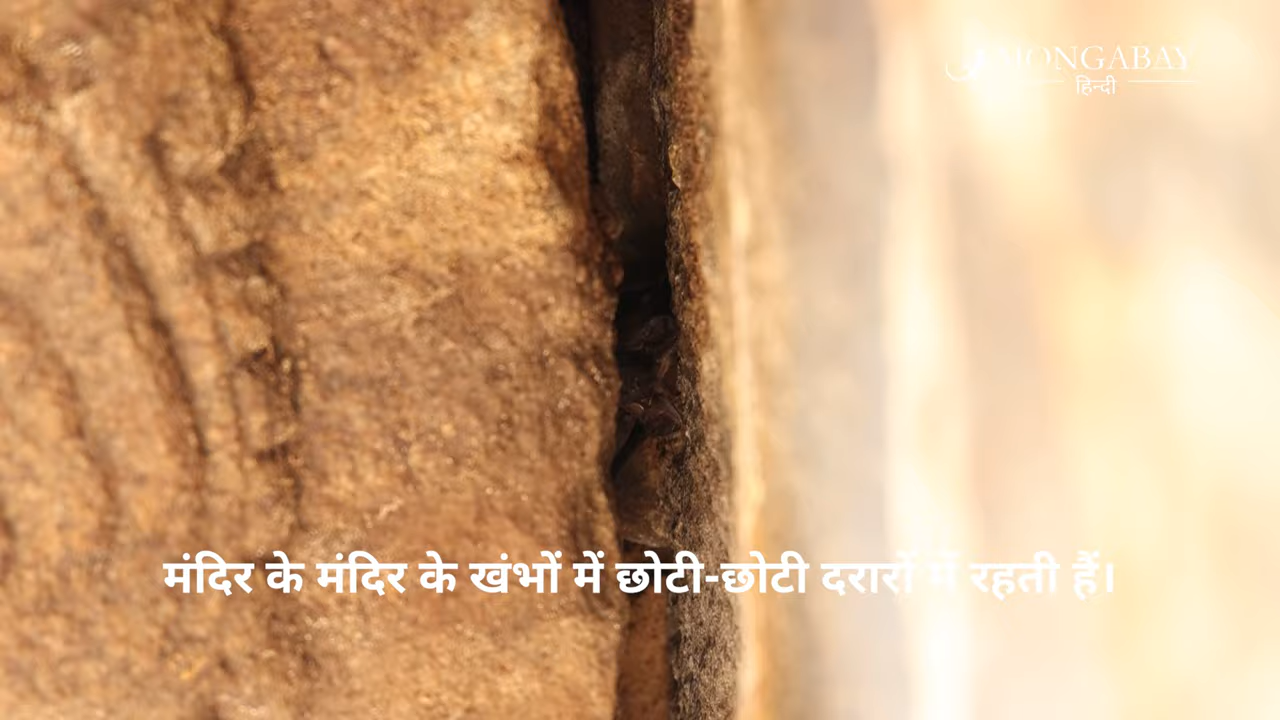 MONGABAY
हिन्दी
मंदिर के मंदिर के खंभों में छोटी-छोटी दरारों में रहती हैं।